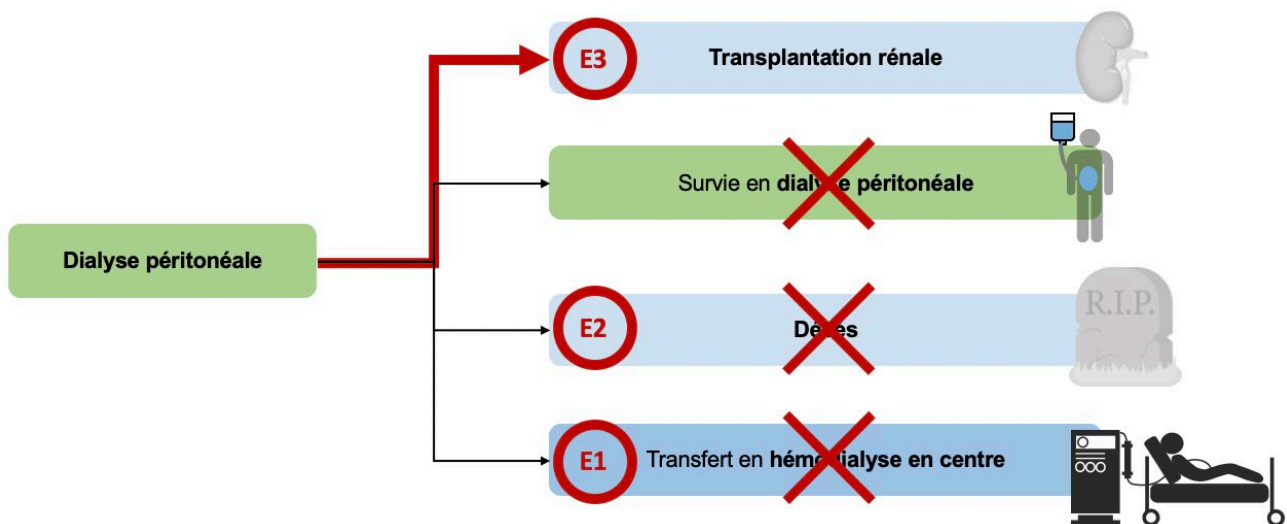 E3 Transplantation rénale
Survie en dialyse péritonéale
Dialyse péritonéale
R.I.P.
E2 Décès
E1 Transfert en hémodialyse en centre